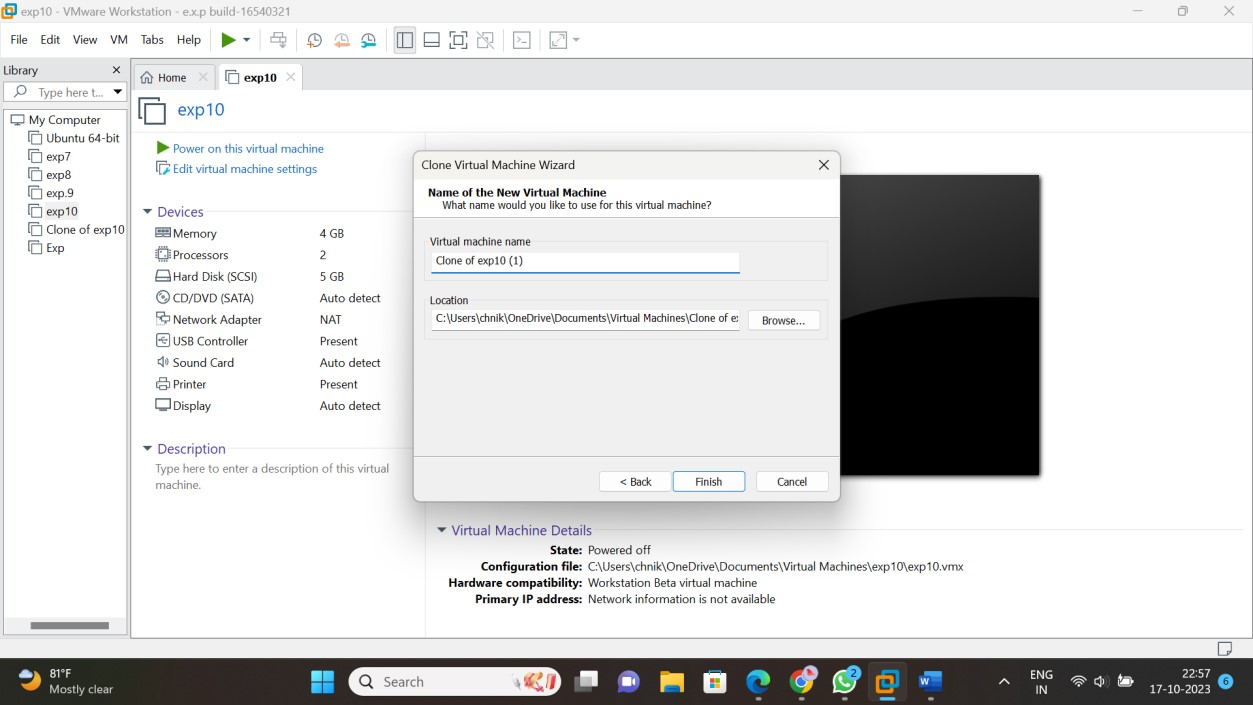 exp10 - VMware Workstation - e.x.p build-16540321
File Edit View VM Tabs Help
Library
Type here t...
Home
exp10
My Computer
Ubuntu 64-bit
exp7
exp8
exp.9
exp10
Clone of exp10
Exp
exp10
Power on this virtual machine
Edit virtual machine settings
Devices
Memory 4 GB
Processors 2
Hard Disk (SCSI) 5 GB
CD/DVD (SATA) Auto detect
Network Adapter NAT
USB Controller Present
Sound Card Auto detect
Printer Present
Display Auto detect
Description
Type here to enter a description of this virtual
machine.
Clone Virtual Machine Wizard
Name of the New Virtual Machine
What name would you like to use for this virtual machine?
Virtual machine name
Clone of exp10 (1)
Location
C:\Users\chnik\OneDrive\Documents\Virtual Machines\Clone of ex
Browse...
< Back Finish Cancel
Virtual Machine Details
State: Powered off
Configuration file: C:\Users\chnik\OneDrive\Documents\Virtual Machines\exp10\exp10.vmx
Hardware compatibility: Workstation Beta virtual machine
Primary IP address: Network information is not available
81°F
Mostly clear
Search
2
W
ENG
IN
22:57
17-10-2023
6